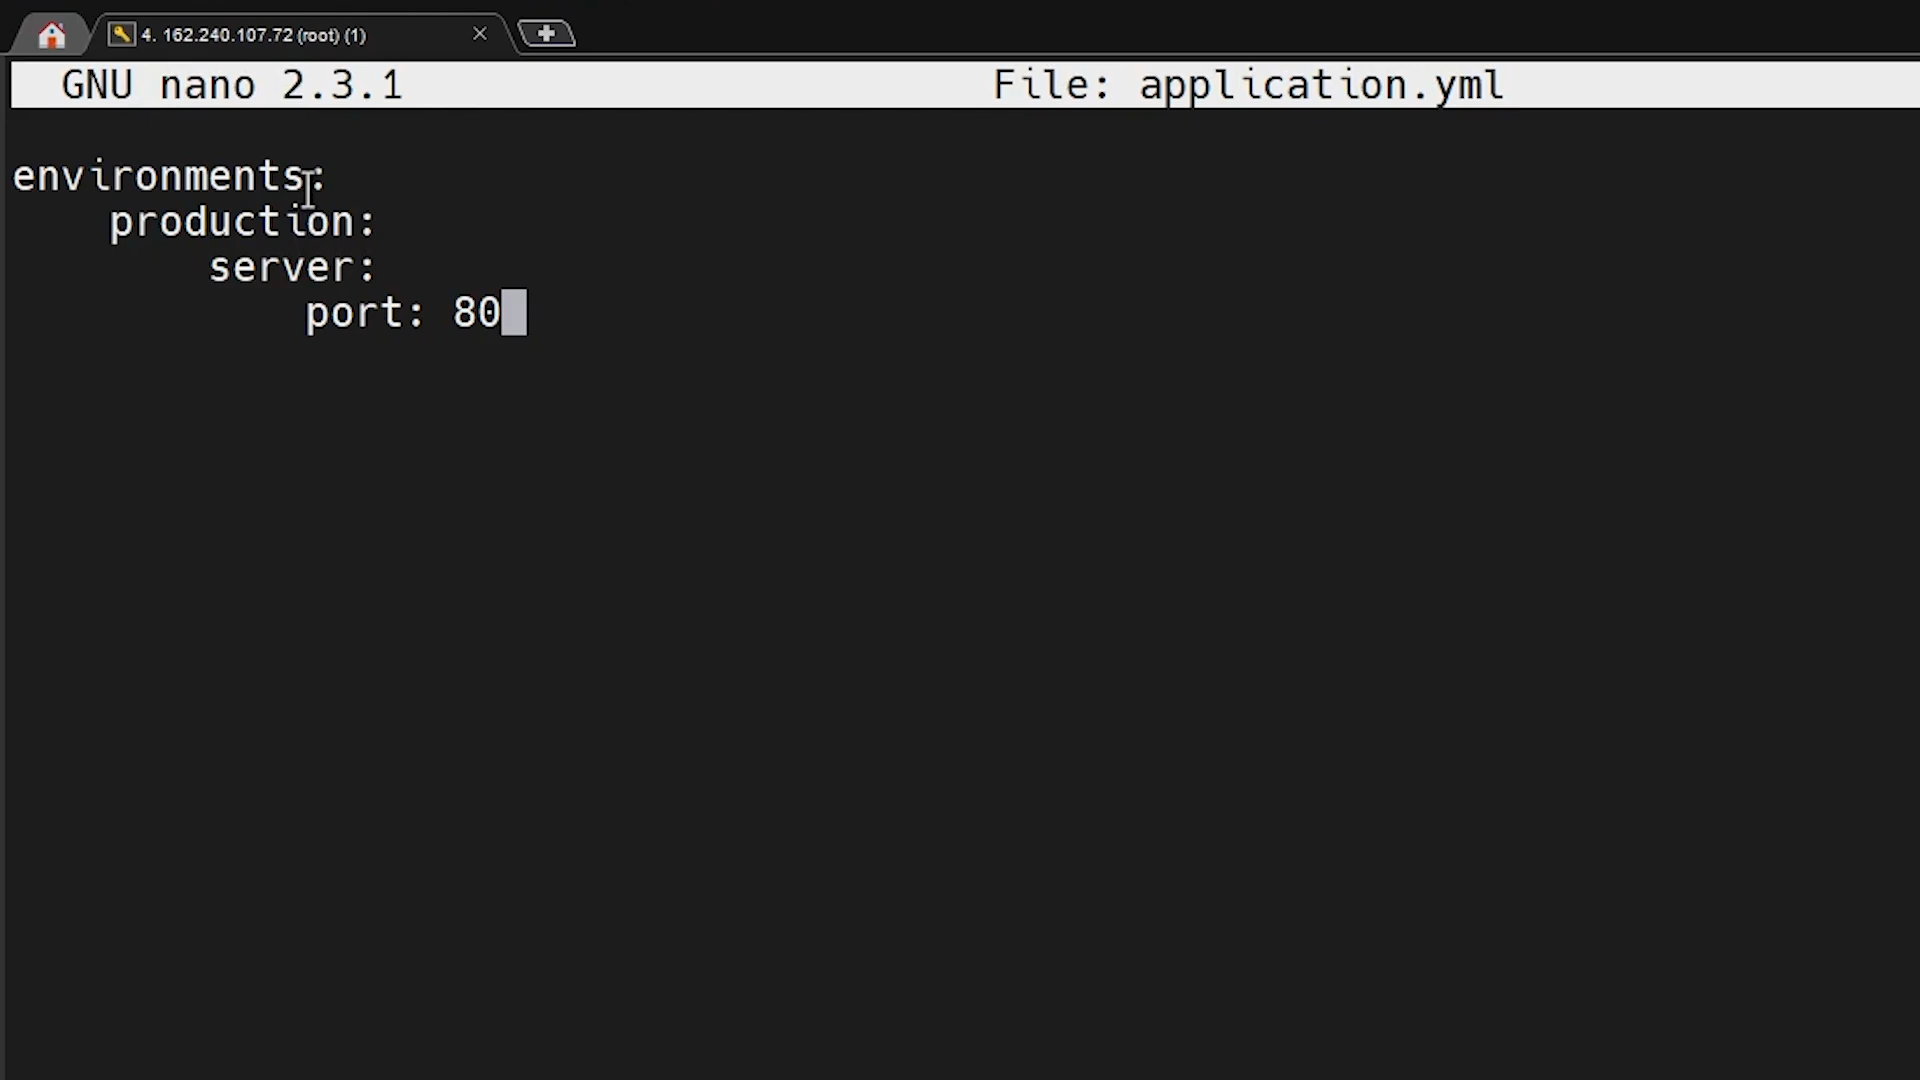 4. 162.240.107.72 (root) (1)
GNU nano 2.3.1 File: application.yml
environments:
    production:
        server:
            port: 80